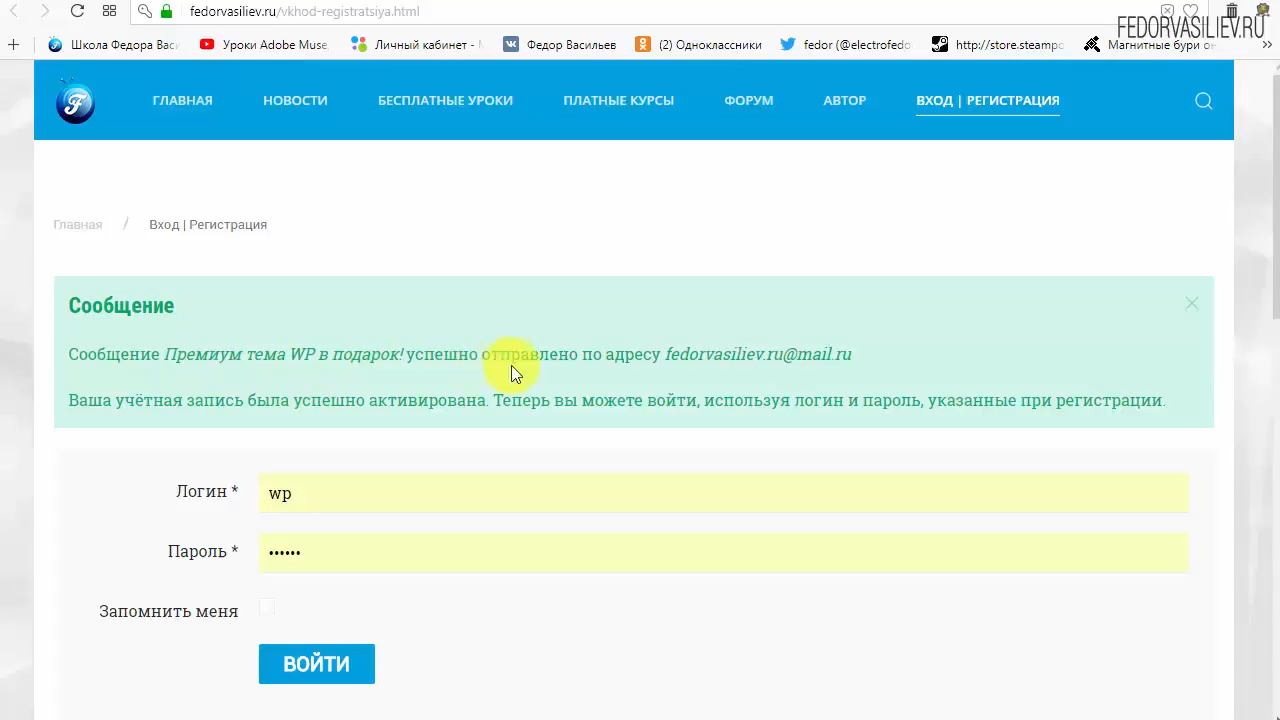 fedorvasiliev.ru/vkhod-registratsiya.html
FEDORVASILIEV.RU
Школа Федора Васи
Уроки Adobe Muse,
Личный кабинет -
Федор Васильев
(2) Одноклассники
fedor (@electrofedo
http://store.steampo
Магнитные бури он
ГЛАВНАЯ
НОВОСТИ
БЕСПЛАТНЫЕ УРОКИ
ПЛАТНЫЕ КУРСЫ
ФОРУМ
АВТОР
ВХОД | РЕГИСТРАЦИЯ
Главная / Вход | Регистрация
Сообщение
Сообщение Премиум тема WP в подарок! успешно отправлено по адресу fedorvasiliev.ru@mail.ru
Ваша учётная запись была успешно активирована. Теперь вы можете войти, используя логин и пароль, указанные при регистрации.
Логин *
wp
Пароль *
••••••
Запомнить меня
ВОЙТИ